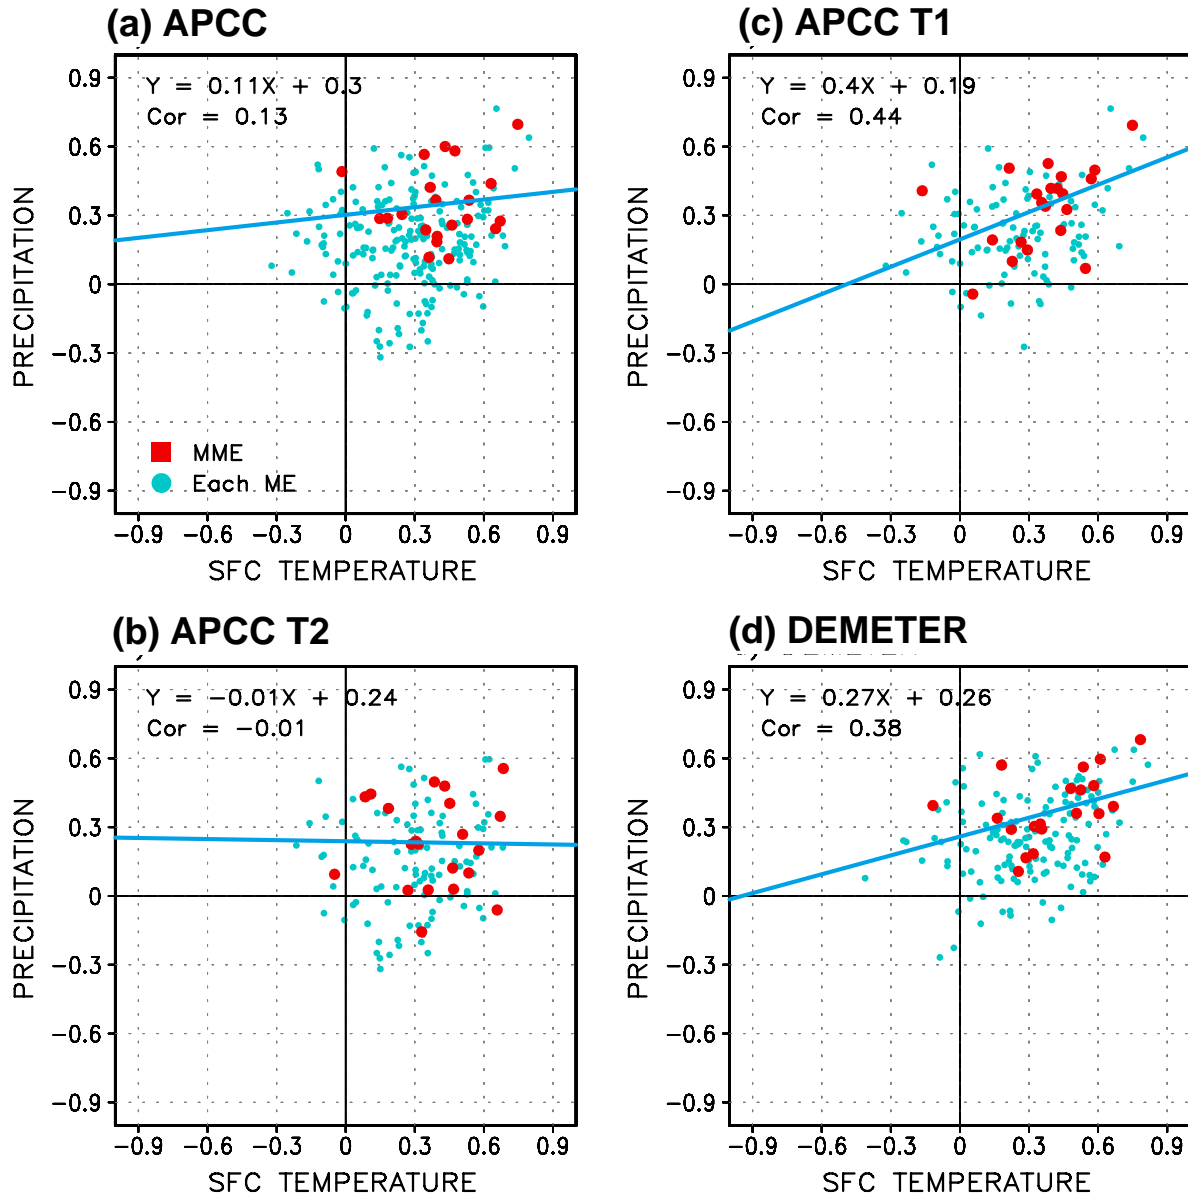 (a) APCC
Y = 0.11X + 0.3
Cor = 0.13
PRECIPITATION
0.9
0.6
0.3
0
−0.3
−0.6
−0.9
MME
Each ME
−0.9 −0.6 −0.3 0 0.3 0.6 0.9
SFC TEMPERATURE
(c) APCC T1
Y = 0.4X + 0.19
Cor = 0.44
PRECIPITATION
0.9
0.6
0.3
0
−0.3
−0.6
−0.9
−0.9 −0.6 −0.3 0 0.3 0.6 0.9
SFC TEMPERATURE
(b) APCC T2
Y = −0.01X + 0.24
Cor = −0.01
PRECIPITATION
0.9
0.6
0.3
0
−0.3
−0.6
−0.9
−0.9 −0.6 −0.3 0 0.3 0.6 0.9
SFC TEMPERATURE
(d) DEMETER
Y = 0.27X + 0.26
Cor = 0.38
PRECIPITATION
0.9
0.6
0.3
0
−0.3
−0.6
−0.9
−0.9 −0.6 −0.3 0 0.3 0.6 0.9
SFC TEMPERATURE